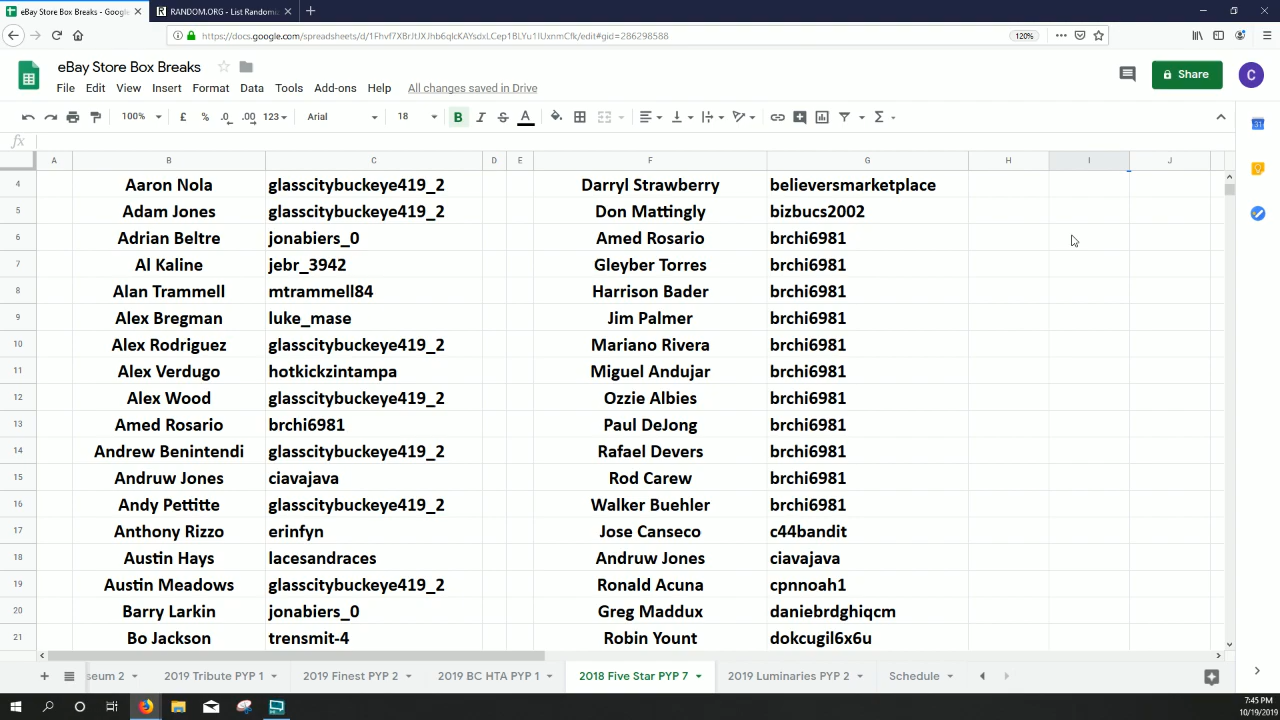 eBay Store Box Breaks - Google
RANDOM.ORG - List Randomi
https://docs.google.com/spreadsheets/d/
120%
eBay Store Box Breaks
File Edit View Insert Format Data Tools Add-ons Help All changes saved in Drive
Share
C
100% £ % .0 .00 123 Arial 18 B I S A
fx
A B C D E F G H I J
4 Aaron Nola glasscitybuckeye419_2 Darryl Strawberry believersmarketplace
5 Adam Jones glasscitybuckeye419_2 Don Mattingly bizbucs2002
6 Adrian Beltre jonabiers_0 Amed Rosario brchi6981
7 Al Kaline jebr_3942 Gleyber Torres brchi6981
8 Alan Trammell mtrammell84 Harrison Bader brchi6981
9 Alex Bregman luke_mase Jim Palmer brchi6981
10 Alex Rodriguez glasscitybuckeye419_2 Mariano Rivera brchi6981
11 Alex Verdugo hotkickzintampa Miguel Andujar brchi6981
12 Alex Wood glasscitybuckeye419_2 Ozzie Albies brchi6981
13 Amed Rosario brchi6981 Paul DeJong brchi6981
14 Andrew Benintendi glasscitybuckeye419_2 Rafael Devers brchi6981
15 Andruw Jones ciavajava Rod Carew brchi6981
16 Andy Pettitte glasscitybuckeye419_2 Walker Buehler brchi6981
17 Anthony Rizzo erinfyn Jose Canseco c44bandit
18 Austin Hays lacesandraces Andruw Jones ciavajava
19 Austin Meadows glasscitybuckeye419_2 Ronald Acuna cpnnoah1
20 Barry Larkin jonabiers_0 Greg Maddux daniebrdghiqcm
21 Bo Jackson trensmit-4 Robin Yount dokcugil6x6u
seum 2 2019 Tribute PYP 1 2019 Finest PYP 2 2019 BC HTA PYP 1 2018 Five Star PYP 7 2019 Luminaries PYP 2 Schedule
7:45 PM
10/19/2019